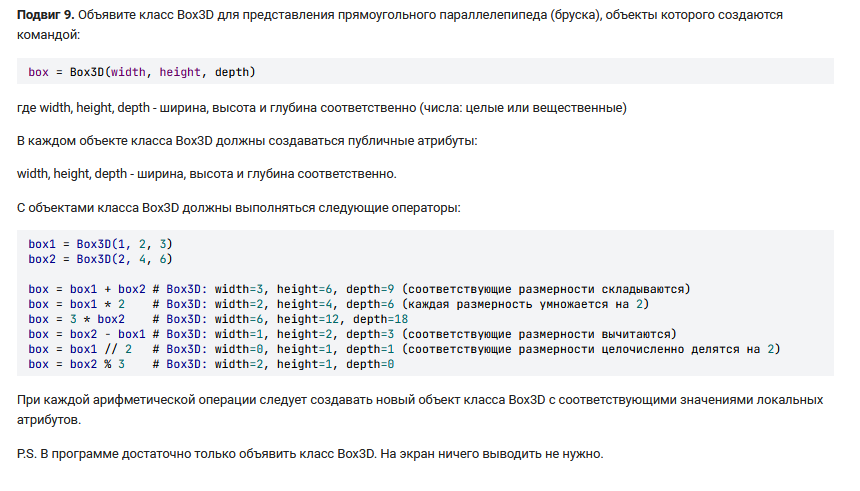 Подвиг 9. Объявите класс Box3D для представления прямоугольного параллелепипеда (бруска), объекты которого создаются
командой:
box = Box3D(width, height, depth)
где width, height, depth - ширина, высота и глубина соответственно (числа: целые или вещественные)
В каждом объекте класса Box3D должны создаваться публичные атрибуты:
width, height, depth - ширина, высота и глубина соответственно.
С объектами класса Box3D должны выполняться следующие операторы:
box1 = Box3D(1, 2, 3)
box2 = Box3D(2, 4, 6)
box = box1 + box2 # Box3D: width=3, height=6, depth=9 (соответствующие размерности складываются)
box = box1 * 2    # Box3D: width=2, height=4, depth=6 (каждая размерность умножается на 2)
box = 3 * box2    # Box3D: width=6, height=12, depth=18
box = box2 - box1 # Box3D: width=1, height=2, depth=3 (соответствующие размерности вычитаются)
box = box1 // 2   # Box3D: width=0, height=1, depth=1 (соответствующие размерности целочисленно делятся на 2)
box = box2 % 3    # Box3D: width=2, height=1, depth=0
При каждой арифметической операции следует создавать новый объект класса Box3D с соответствующими значениями локальных
атрибутов.
P.S. В программе достаточно только объявить класс Box3D. На экран ничего выводить не нужно.